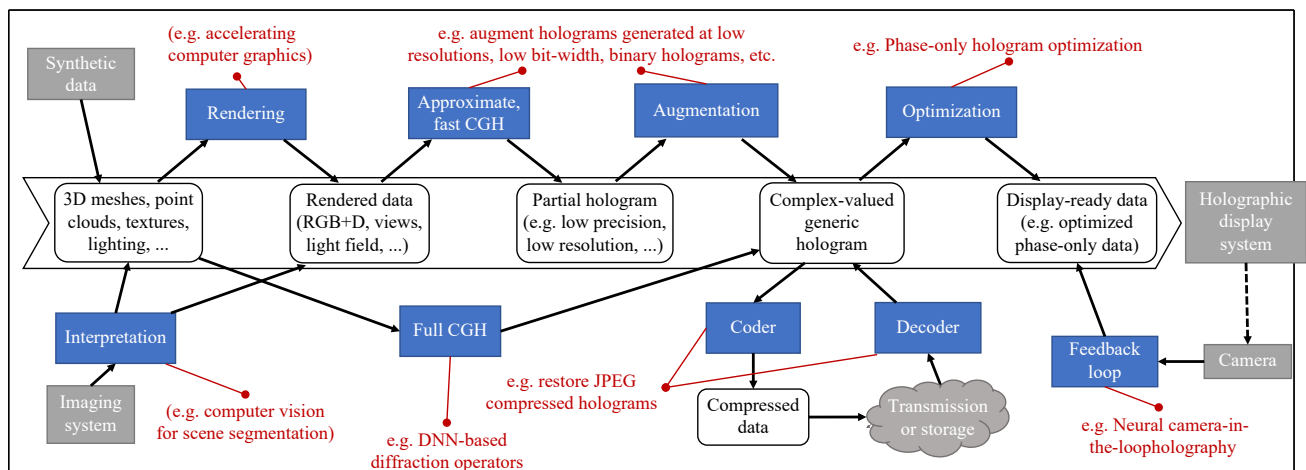 Synthetic
data
(e.g. accelerating
computer graphics)
e.g. augment holograms generated at low
resolutions, low bit-width, binary holograms, etc.
e.g. Phase-only hologram optimization
Rendering
Approximate,
fast CGH
Augmentation
Optimization
3D meshes, point
clouds, textures,
lighting, ...
Rendered data
(RGB+D, views,
light field, ...)
Partial hologram
(e.g. low precision,
low resolution, ...)
Complex-valued
generic
hologram
Display-ready data
(e.g. optimized
phase-only data)
Holographic
display
system
Interpretation
Full CGH
Coder
Decoder
Feedback
loop
Camera
Imaging
system
(e.g. computer vision
for scene segmentation)
e.g. DNN-based
diffraction operators
e.g. restore JPEG
compressed holograms
Compressed
data
Transmission
or storage
e.g. Neural camera-in-
the-loopholography